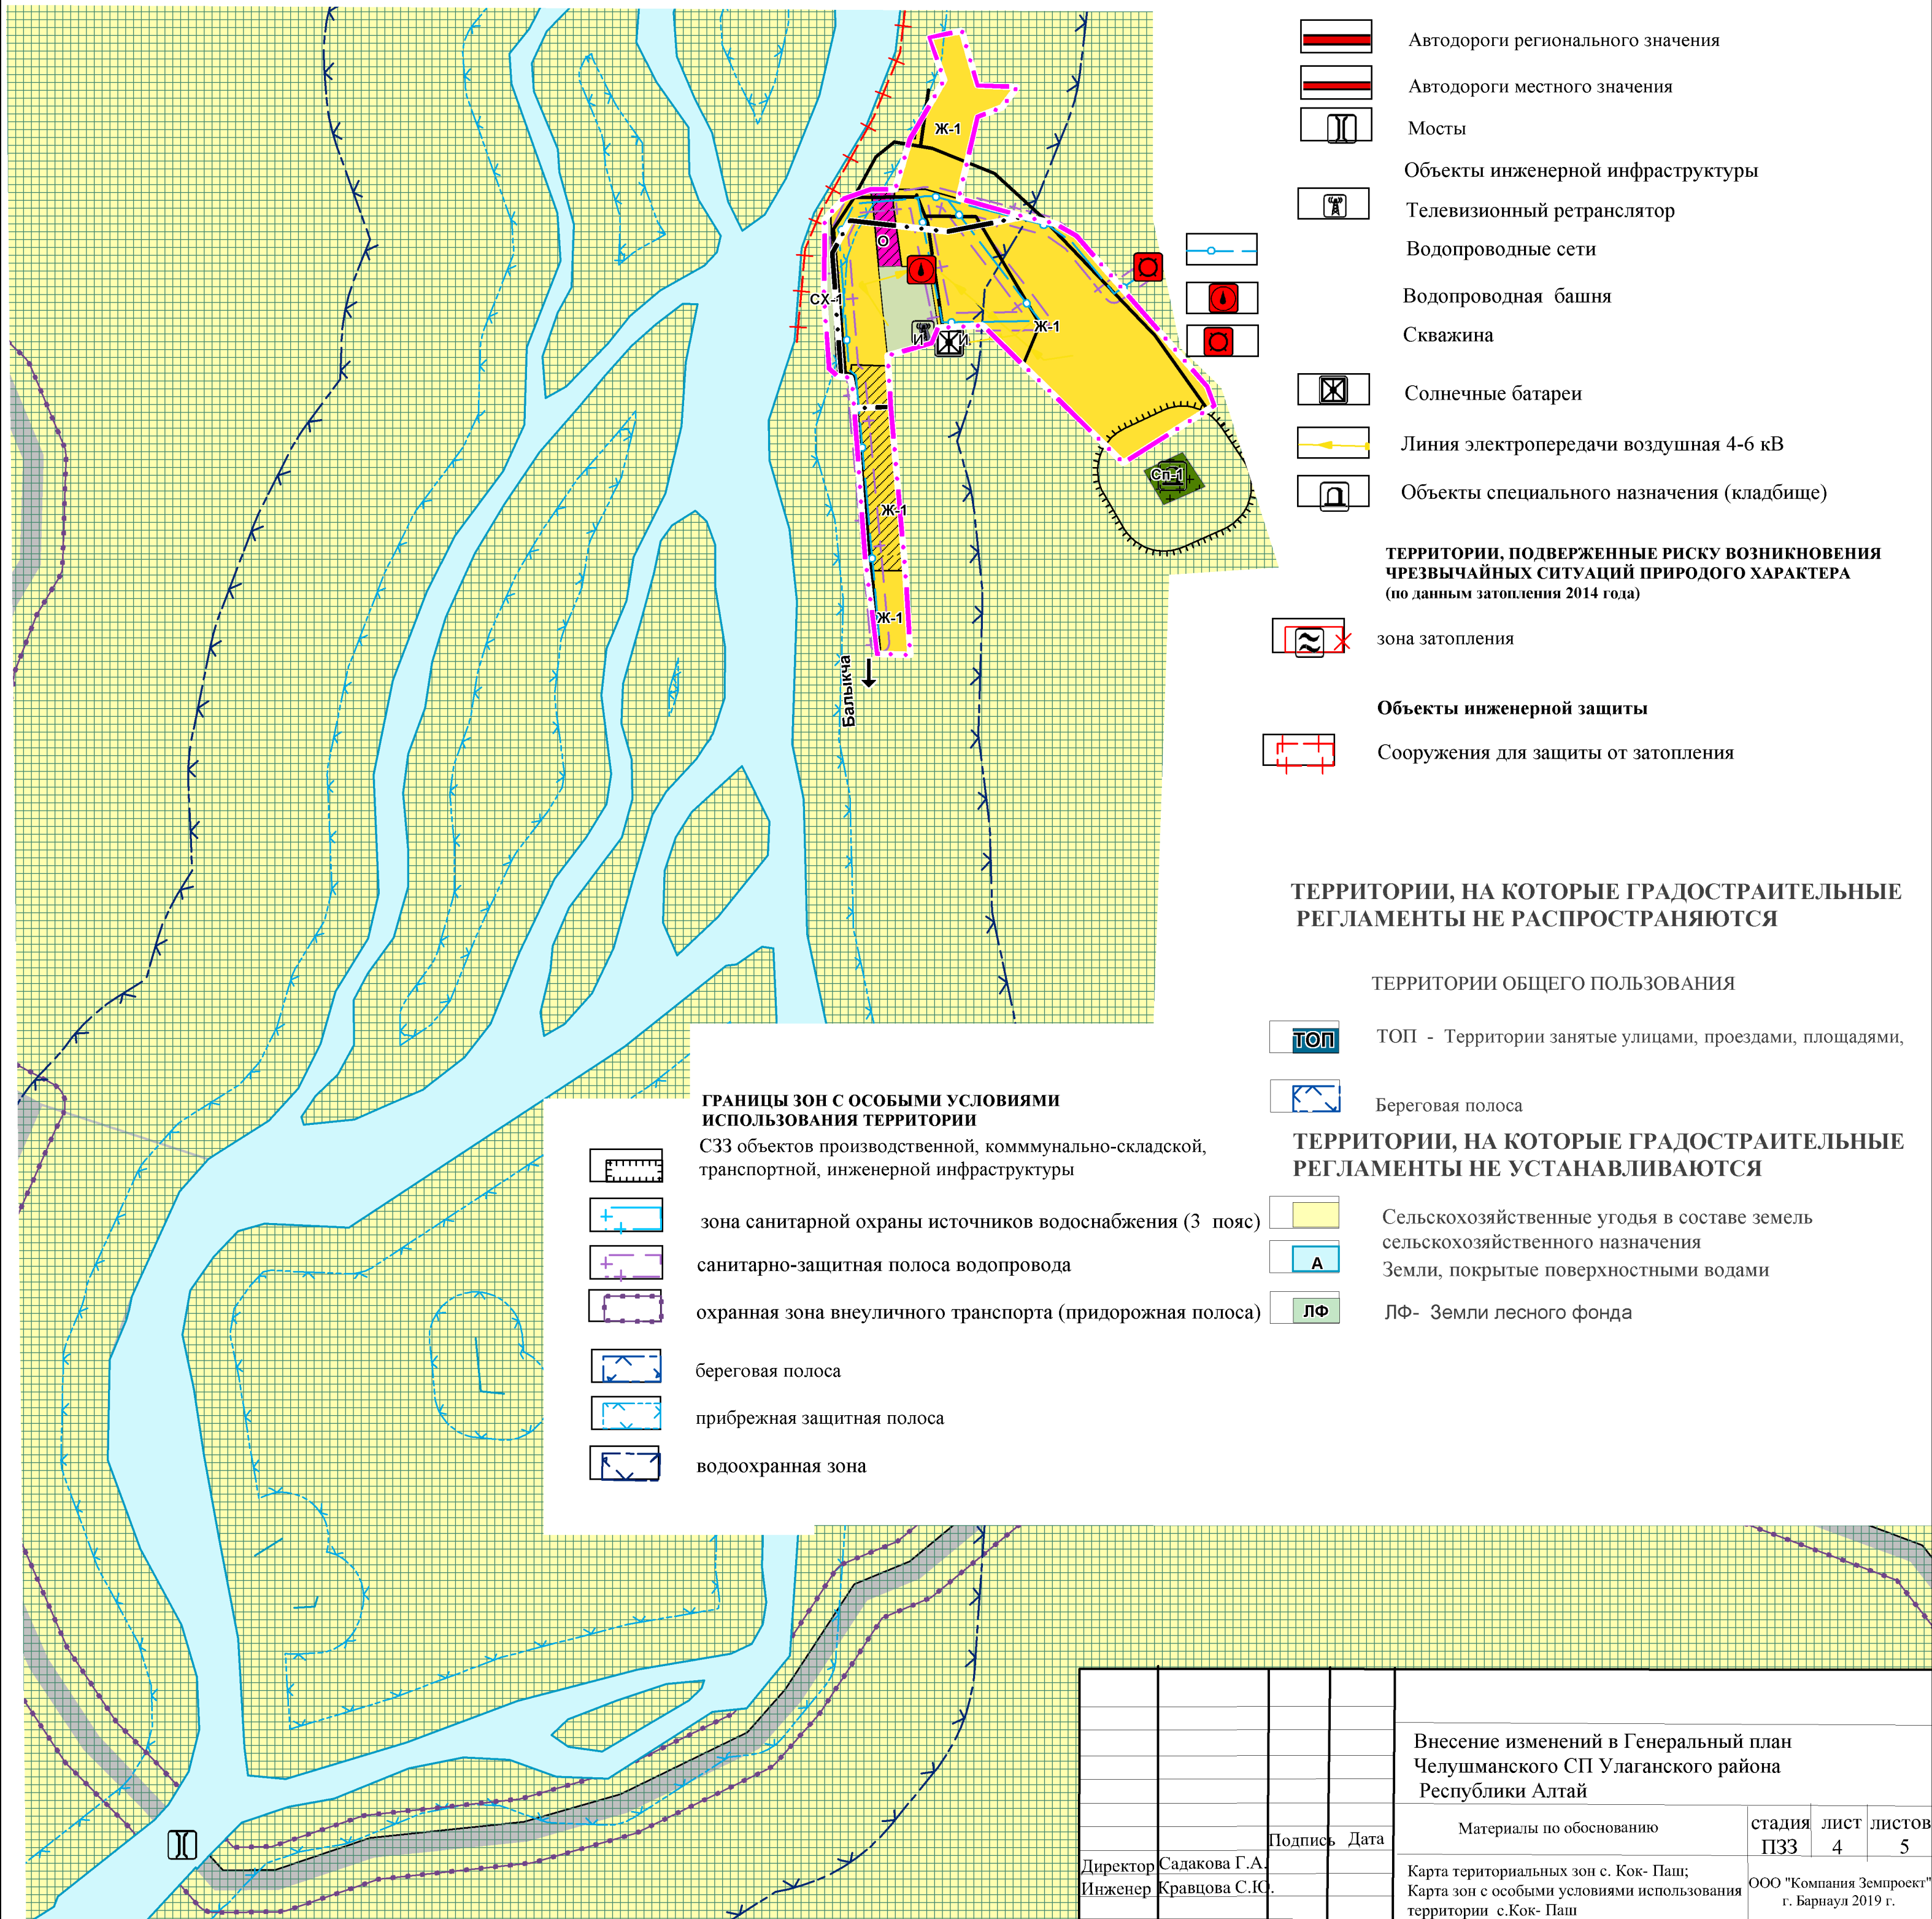 Автодороги регионального значения
Автодороги местного значения
Мосты
Объекты инженерной инфраструктуры
Телевизионный ретранслятор
Водопроводные сети
Водопроводная башня
Скважина
Солнечные батареи
Линия электропередачи воздушная 4-6 кВ
Объекты специального назначения (кладбище)
ТЕРРИТОРИИ, ПОДВЕРЖЕННЫЕ РИСКУ ВОЗНИКНОВЕНИЯ
ЧРЕЗВЫЧАЙНЫХ СИТУАЦИЙ ПРИРОДОГО ХАРАКТЕРА
(по данным затопления 2014 года)
зона затопления
Объекты инженерной защиты
Сооружения для защиты от затопления
ТЕРРИТОРИИ, НА КОТОРЫЕ ГРАДОСТРАИТЕЛЬНЫЕ
РЕГЛАМЕНТЫ НЕ РАСПРОСТРАНЯЮТСЯ
ТЕРРИТОРИИ ОБЩЕГО ПОЛЬЗОВАНИЯ
ТОП
ТОП - Территории занятые улицами, проездами, площадями,
Береговая полоса
ТЕРРИТОРИИ, НА КОТОРЫЕ ГРАДОСТРАИТЕЛЬНЫЕ
РЕГЛАМЕНТЫ НЕ УСТАНАВЛИВАЮТСЯ
Сельскохозяйственные угодья в составе земель
сельскохозяйственного назначения
А
Земли, покрытые поверхностными водами
ЛФ
ЛФ- Земли лесного фонда
Ж-1
О
СХ-1
И
И.
Ж-1
Сп-1
Ж-1
Ж-1
Балыкча
ГРАНИЦЫ ЗОН С ОСОБЫМИ УСЛОВИЯМИ
ИСПОЛЬЗОВАНИЯ ТЕРРИТОРИИ
СЗЗ объектов производственной, комммунально-складской,
транспортной, инженерной инфраструктуры
зона санитарной охраны источников водоснабжения (3 пояс)
санитарно-защитная полоса водопровода
охранная зона внеуличного транспорта (придорожная полоса)
береговая полоса
прибрежная защитная полоса
водоохранная зона
Внесение изменений в Генеральный план
Челушманского СП Улаганского района
Республики Алтай
Материалы по обоснованию
стадия лист листов
ПЗЗ 4 5
Подпись Дата
Директор Садакова Г.А.
Инженер Кравцова С.Ю.
Карта териториальных зон с. Кок- Паш;
Карта зон с особыми условиями использования
территории с.Кок- Паш
ООО "Компания Земпроект"
г. Барнаул 2019 г.